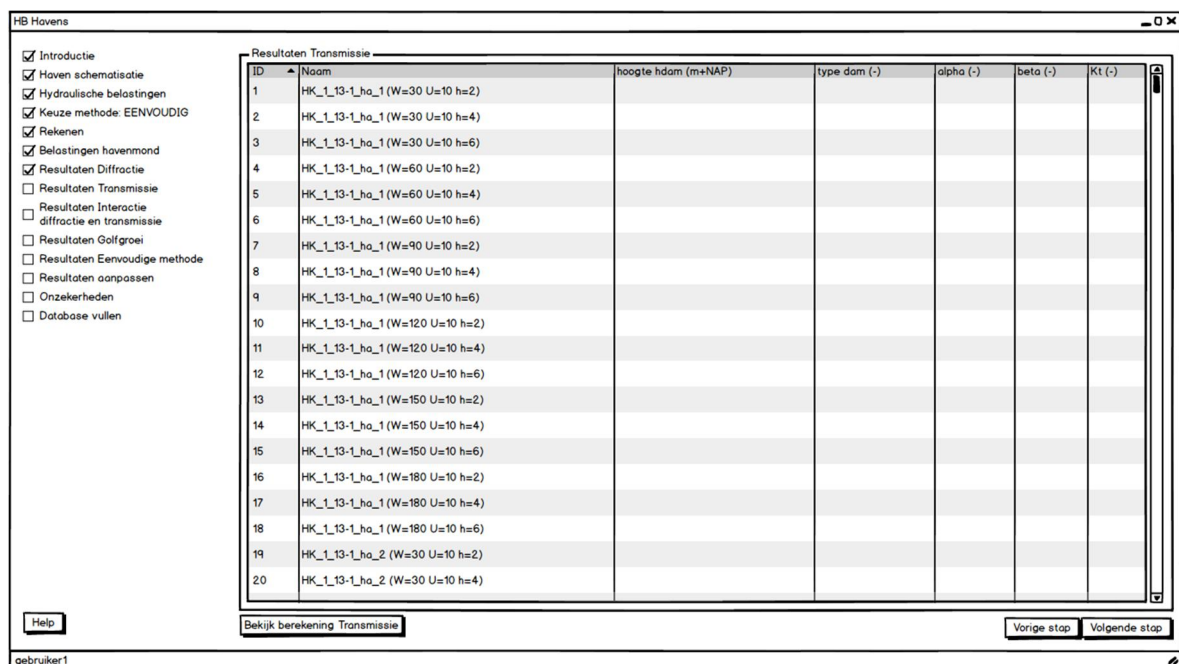 HB Havens
Introductie
Haven schematisatie
Hydraulische belastingen
Keuze methode: EENVOUDIG
Rekenen
Belastingen havenmond
Resultaten Diffractie
Resultaten Transmissie
Resultaten Interactie
diffractie en transmissie
Resultaten Golfgroei
Resultaten Eenvoudige methode
Resultaten aanpassen
Onzekerheden
Database vullen
Help
Resultaten Transmissie
ID Naam hoogte hdam (m+NAP) type dam (-) alpha (-) beta (-) Kt (-)
1 HK_1_13-1_ha_1 (W=30 U=10 h=2)
2 HK_1_13-1_ha_1 (W=30 U=10 h=4)
3 HK_1_13-1_ha_1 (W=30 U=10 h=6)
4 HK_1_13-1_ha_1 (W=60 U=10 h=2)
5 HK_1_13-1_ha_1 (W=60 U=10 h=4)
6 HK_1_13-1_ha_1 (W=60 U=10 h=6)
7 HK_1_13-1_ha_1 (W=90 U=10 h=2)
8 HK_1_13-1_ha_1 (W=90 U=10 h=4)
9 HK_1_13-1_ha_1 (W=90 U=10 h=6)
10 HK_1_13-1_ha_1 (W=120 U=10 h=2)
11 HK_1_13-1_ha_1 (W=120 U=10 h=4)
12 HK_1_13-1_ha_1 (W=120 U=10 h=6)
13 HK_1_13-1_ha_1 (W=150 U=10 h=2)
14 HK_1_13-1_ha_1 (W=150 U=10 h=4)
15 HK_1_13-1_ha_1 (W=150 U=10 h=6)
16 HK_1_13-1_ha_1 (W=180 U=10 h=2)
17 HK_1_13-1_ha_1 (W=180 U=10 h=4)
18 HK_1_13-1_ha_1 (W=180 U=10 h=6)
19 HK_1_13-1_ha_2 (W=30 U=10 h=2)
20 HK_1_13-1_ha_2 (W=30 U=10 h=4)
Bekijk berekening Transmissie
Vorige stap
Volgende stap
gebruiker1